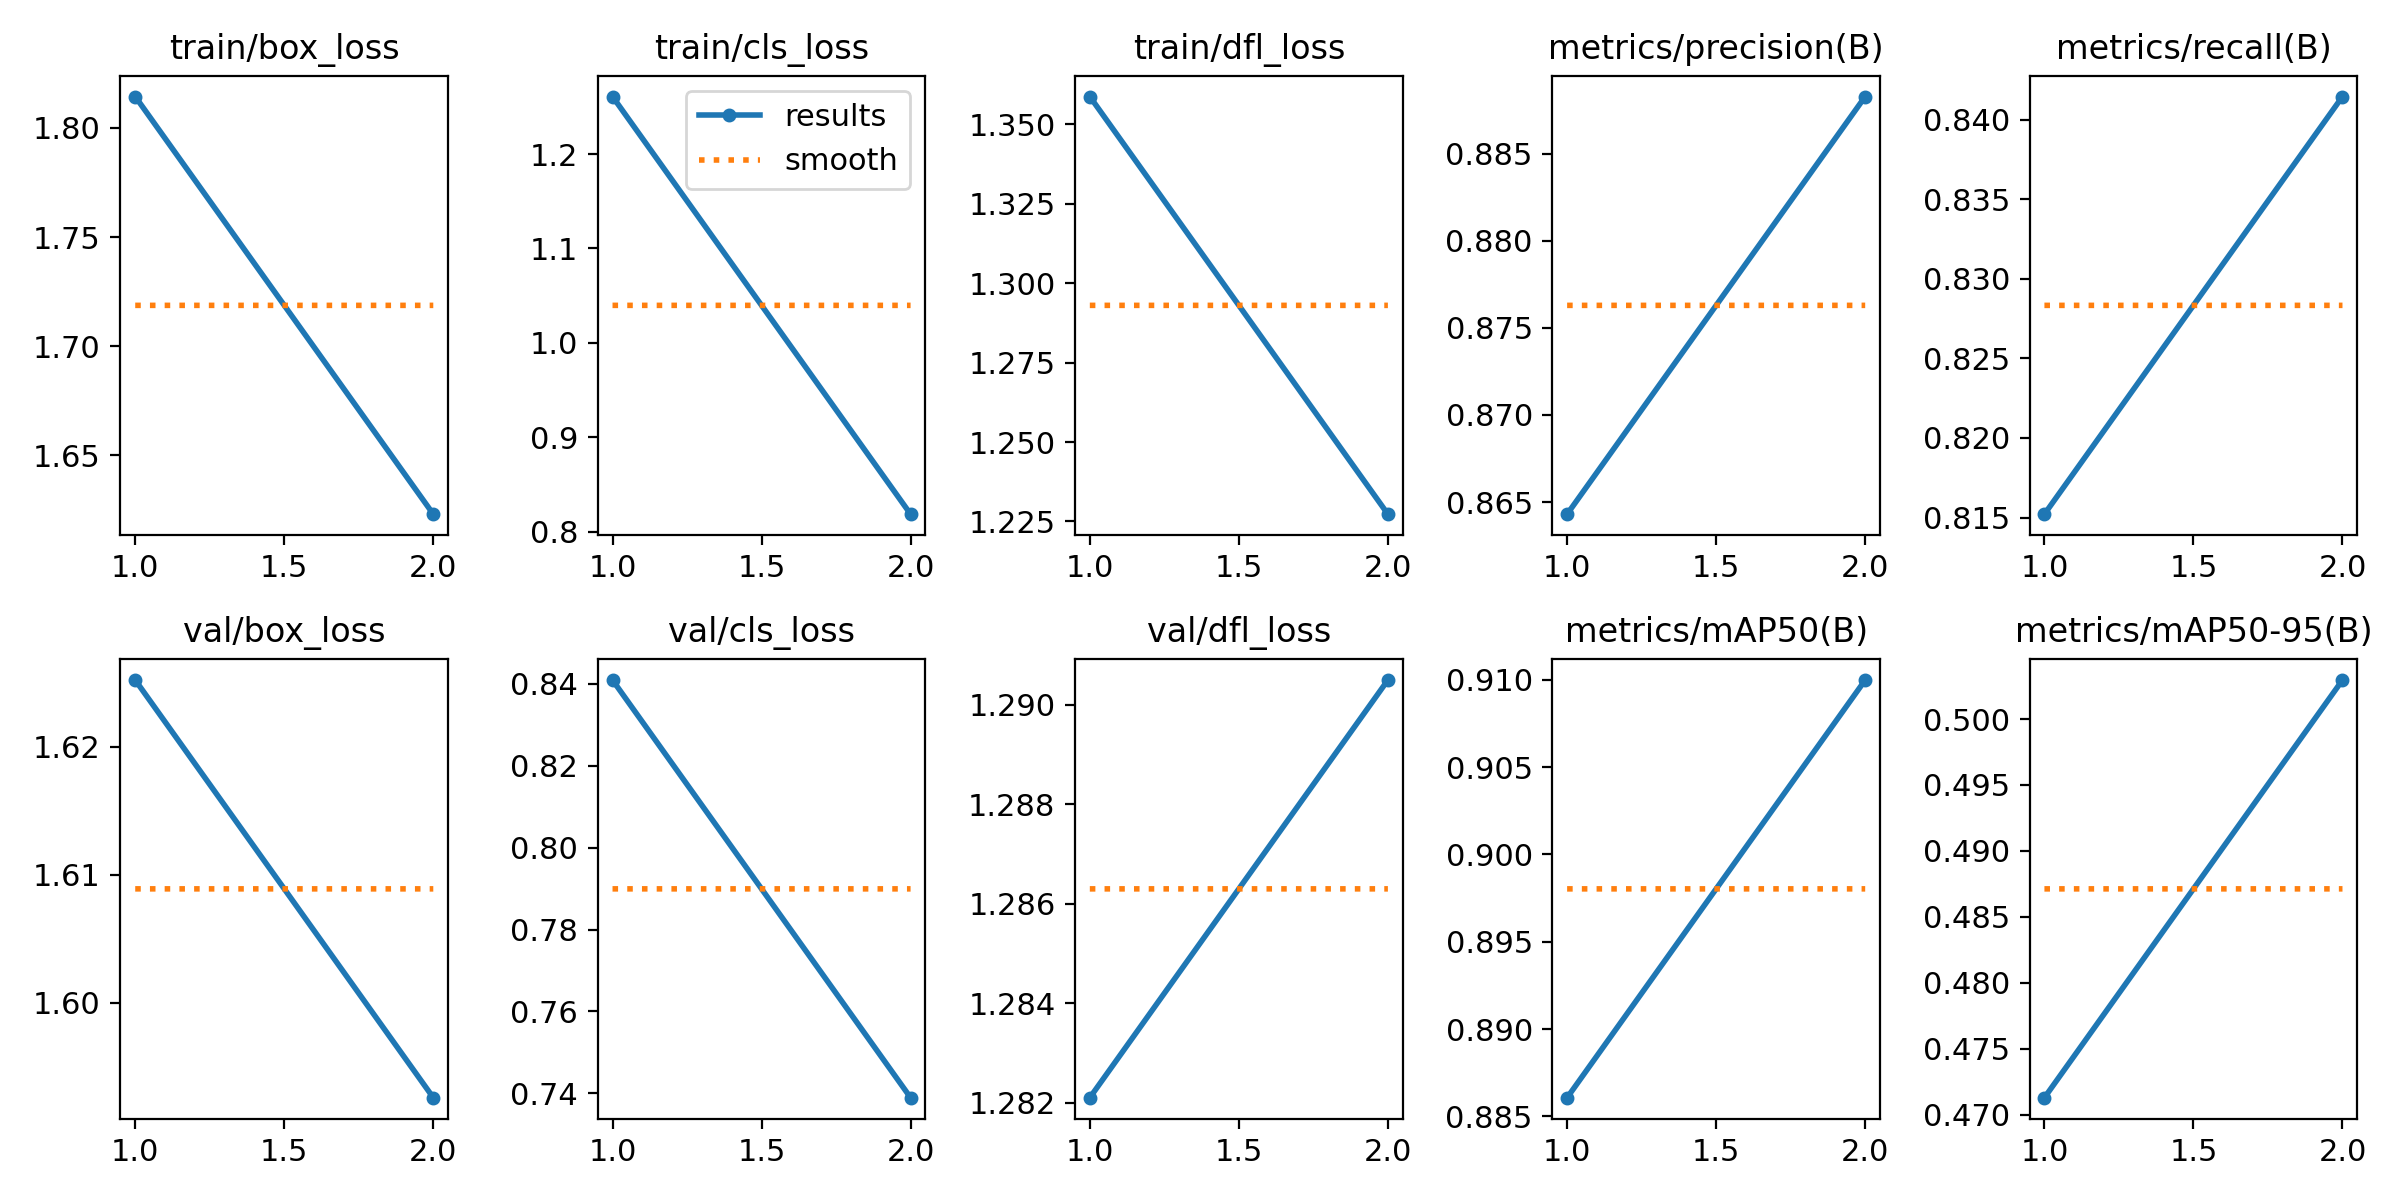 train/box_loss
1.80
1.75
1.70
1.65
1.0 1.5 2.0
train/cls_loss
results
smooth
1.2
1.1
1.0
0.9
0.8
1.0 1.5 2.0
train/dfl_loss
1.350
1.325
1.300
1.275
1.250
1.225
1.0 1.5 2.0
metrics/precision(B)
0.885
0.880
0.875
0.870
0.865
1.0 1.5 2.0
metrics/recall(B)
0.840
0.835
0.830
0.825
0.820
0.815
1.0 1.5 2.0
val/box_loss
1.62
1.61
1.60
1.0 1.5 2.0
val/cls_loss
0.84
0.82
0.80
0.78
0.76
0.74
1.0 1.5 2.0
val/dfl_loss
1.290
1.288
1.286
1.284
1.282
1.0 1.5 2.0
metrics/mAP50(B)
0.910
0.905
0.900
0.895
0.890
0.885
1.0 1.5 2.0
metrics/mAP50-95(B)
0.500
0.495
0.490
0.485
0.480
0.475
0.470
1.0 1.5 2.0